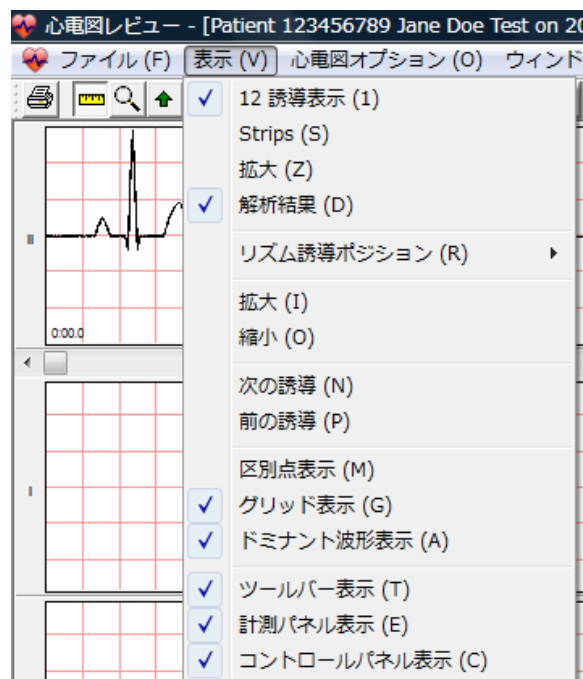 心電図レビュー - [Patient 123456789 Jane Doe Test on 20
ファイル (F) 表示 (V) 心電図オプション (O) ウィンド
12 誘導表示 (1)
Strips (S)
拡大 (Z)
解析結果 (D)
II
リズム誘導ポジション (R)
拡大 (I)
0:00.0
縮小 (O)
次の誘導 (N)
前の誘導 (P)
区別点表示 (M)
I
グリッド表示 (G)
ドミナント波形表示 (A)
ツールバー表示 (T)
計測パネル表示 (E)
コントロールパネル表示 (C)